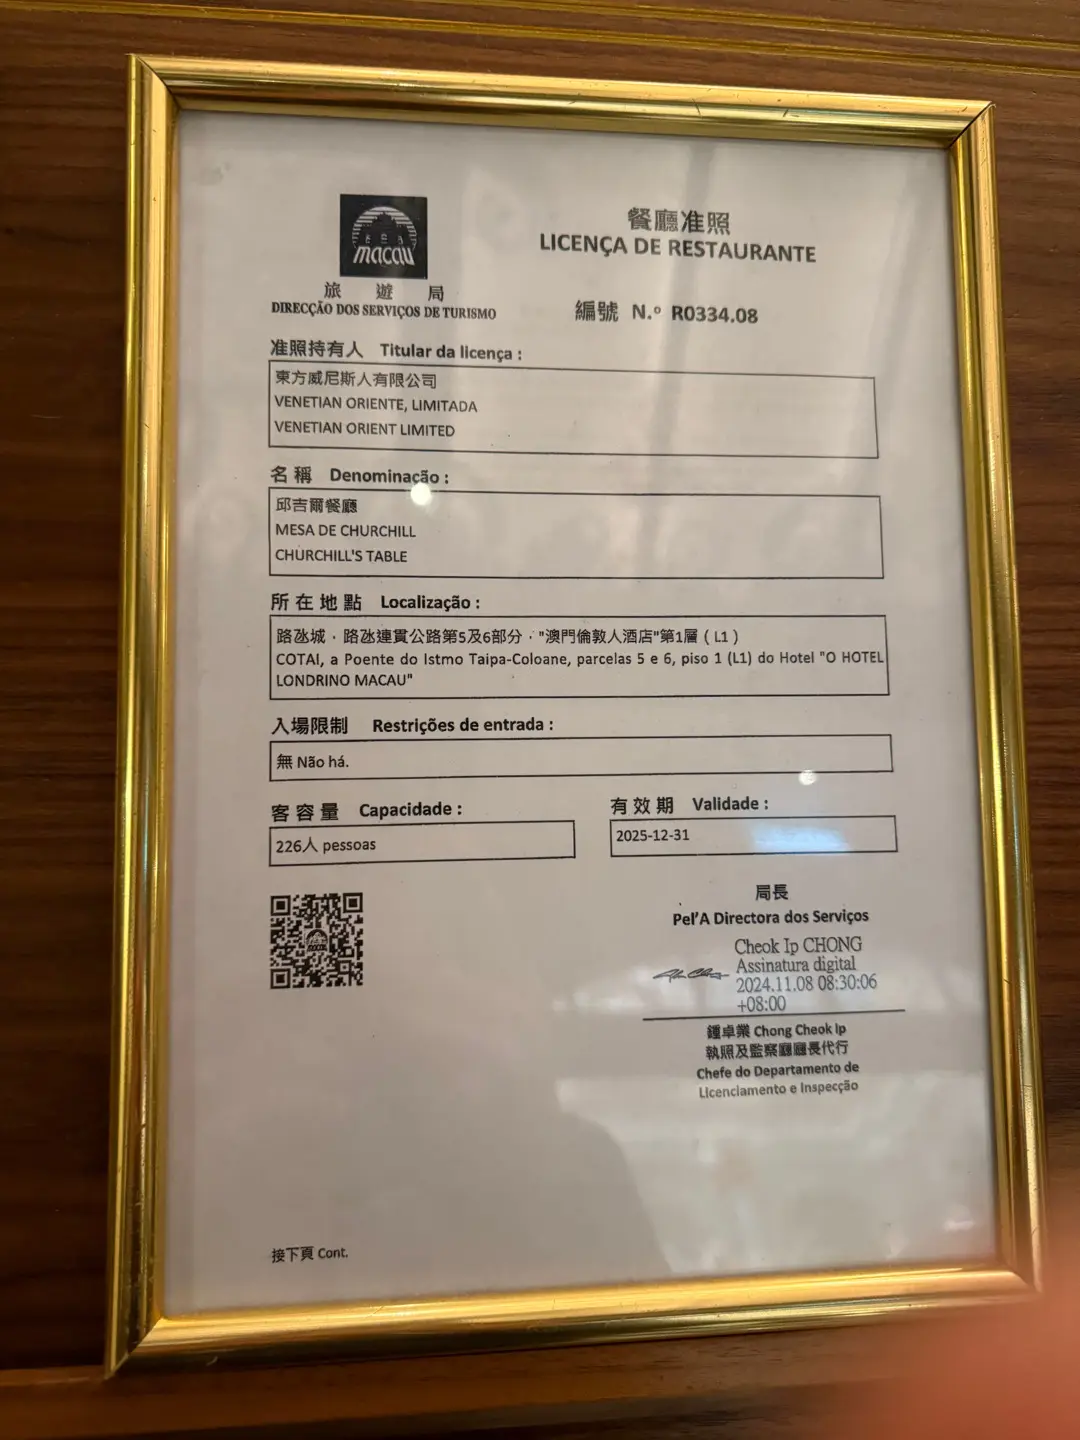 macau
旅遊局
DIRECÇÃO DOS SERVIÇOS DE TURISMO
餐廳准照
LICENÇA DE RESTAURANTE
編號 N.º R0334.08
准照持有人 Titular da licença :
東方威尼斯人有限公司
VENETIAN ORIENTE, LIMITADA
VENETIAN ORIENT LIMITED
名稱 Denominação :
邱吉爾餐廳
MESA DE CHURCHILL
CHURCHILL'S TABLE
所在地點 Localização :
路氹城，路氹連貫公路第5及6部分，"澳門倫敦人酒店"第1層（L1）
COTAI, a Poente do Istmo Taipa-Coloane, parcelas 5 e 6, piso 1 (L1) do Hotel "O HOTEL
LONDRINO MACAU"
入場限制 Restrições de entrada :
無 Não há.
客容量 Capacidade :
226人 pessoas
有效期 Validade :
2025-12-31
局長
Pel'A Directora dos Serviços
Cheok Ip CHONG
Assinatura digital
2024.11.08 08:30:06
+08:00
鍾卓業 Chong Cheok Ip
執照及監察廳廳長代行
Chefe do Departamento de
Licenciamento e Inspecção
接下頁 Cont.